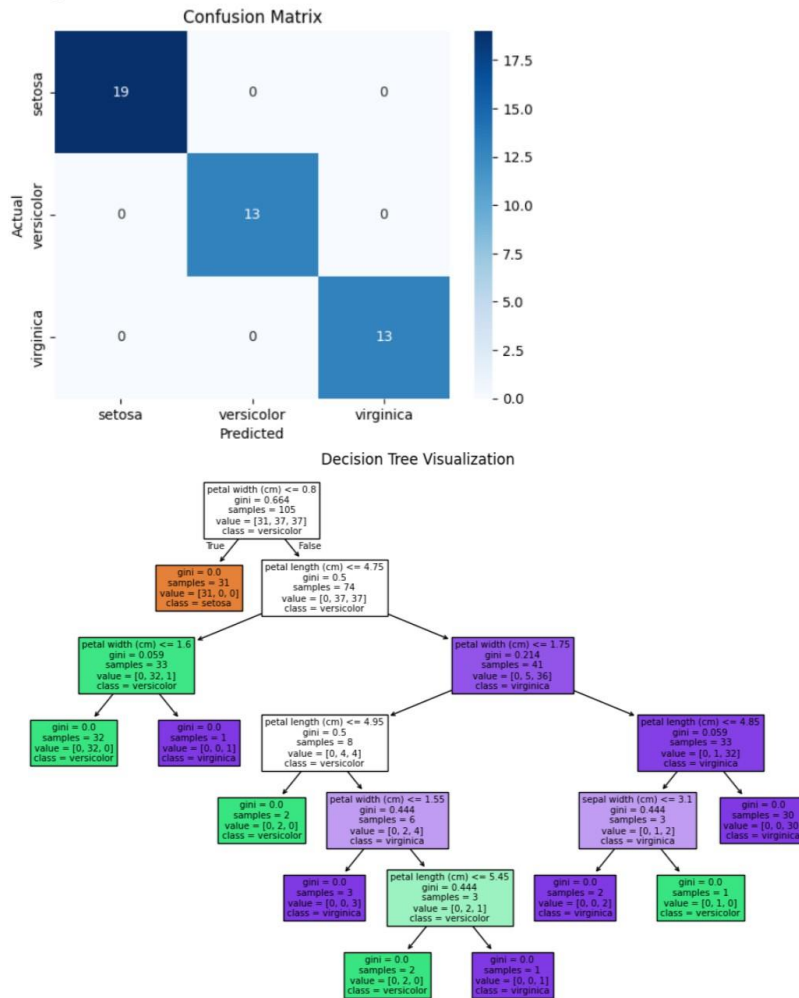 Confusion Matrix
setosa
versicolor
virginica
Actual
19
0
0
0
13
0
0
0
13
setosa
versicolor
virginica
Predicted
17.5
15.0
12.5
10.0
7.5
5.0
2.5
0.0
Decision Tree Visualization
petal width (cm) <= 0.8
gini = 0.664
samples = 105
value = [31, 37, 37]
class = versicolor
True
False
gini = 0.0
samples = 31
value = [31, 0, 0]
class = setosa
petal length (cm) <= 4.75
gini = 0.5
samples = 74
value = [0, 37, 37]
class = versicolor
petal width (cm) <= 1.6
gini = 0.059
samples = 33
value = [0, 32, 1]
class = versicolor
petal width (cm) <= 1.75
gini = 0.214
samples = 41
value = [0, 5, 36]
class = virginica
gini = 0.0
samples = 32
value = [0, 32, 0]
class = versicolor
gini = 0.0
samples = 1
value = [0, 0, 1]
class = virginica
petal length (cm) <= 4.95
gini = 0.5
samples = 8
value = [0, 4, 4]
class = versicolor
petal length (cm) <= 4.85
gini = 0.059
samples = 33
value = [0, 1, 32]
class = virginica
gini = 0.0
samples = 2
value = [0, 2, 0]
class = versicolor
petal width (cm) <= 1.55
gini = 0.444
samples = 6
value = [0, 2, 4]
class = virginica
sepal width (cm) <= 3.1
gini = 0.444
samples = 3
value = [0, 1, 2]
class = virginica
gini = 0.0
samples = 30
value = [0, 0, 30]
class = virginica
gini = 0.0
samples = 3
value = [0, 0, 3]
class = virginica
petal length (cm) <= 5.45
gini = 0.444
samples = 3
value = [0, 2, 1]
class = versicolor
gini = 0.0
samples = 2
value = [0, 0, 2]
class = virginica
gini = 0.0
samples = 1
value = [0, 1, 0]
class = versicolor
gini = 0.0
samples = 2
value = [0, 2, 0]
class = versicolor
gini = 0.0
samples = 1
value = [0, 0, 1]
class = virginica